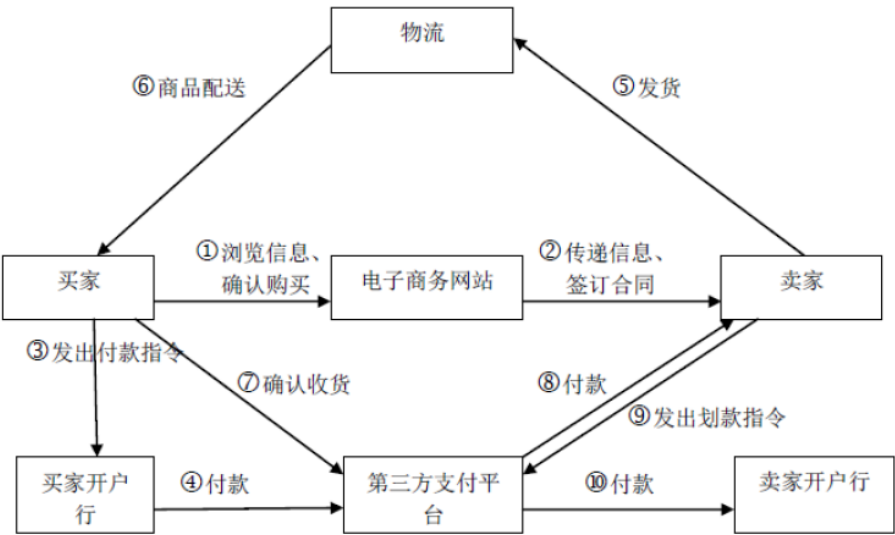 物流
⑥商品配送
⑤发货
①浏览信息、
确认购买
②传递信息、
签订合同
买家
电子商务网站
卖家
③发出付款指令
⑦确认收货
⑧付款
⑨发出划款指令
买家开户
行
④付款
第三方支付平
台
⑩付款
卖家开户行